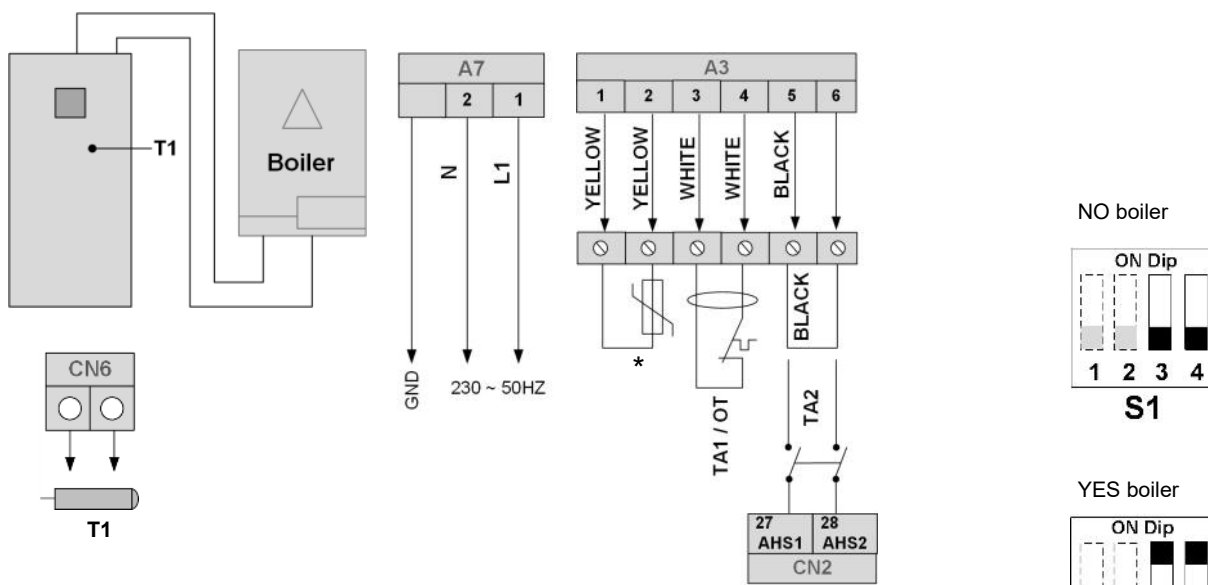 T1
Boiler
CN6
T1
A7
2 1
GND
N
L1
230 ~ 50HZ
A3
1 2 3 4 5 6
YELLOW
YELLOW
WHITE
WHITE
BLACK
BLACK
*
TA1 / OT
TA2
27 28
AHS1 AHS2
CN2
NO boiler
ON Dip
1 2 3 4
S1
YES boiler
ON Dip